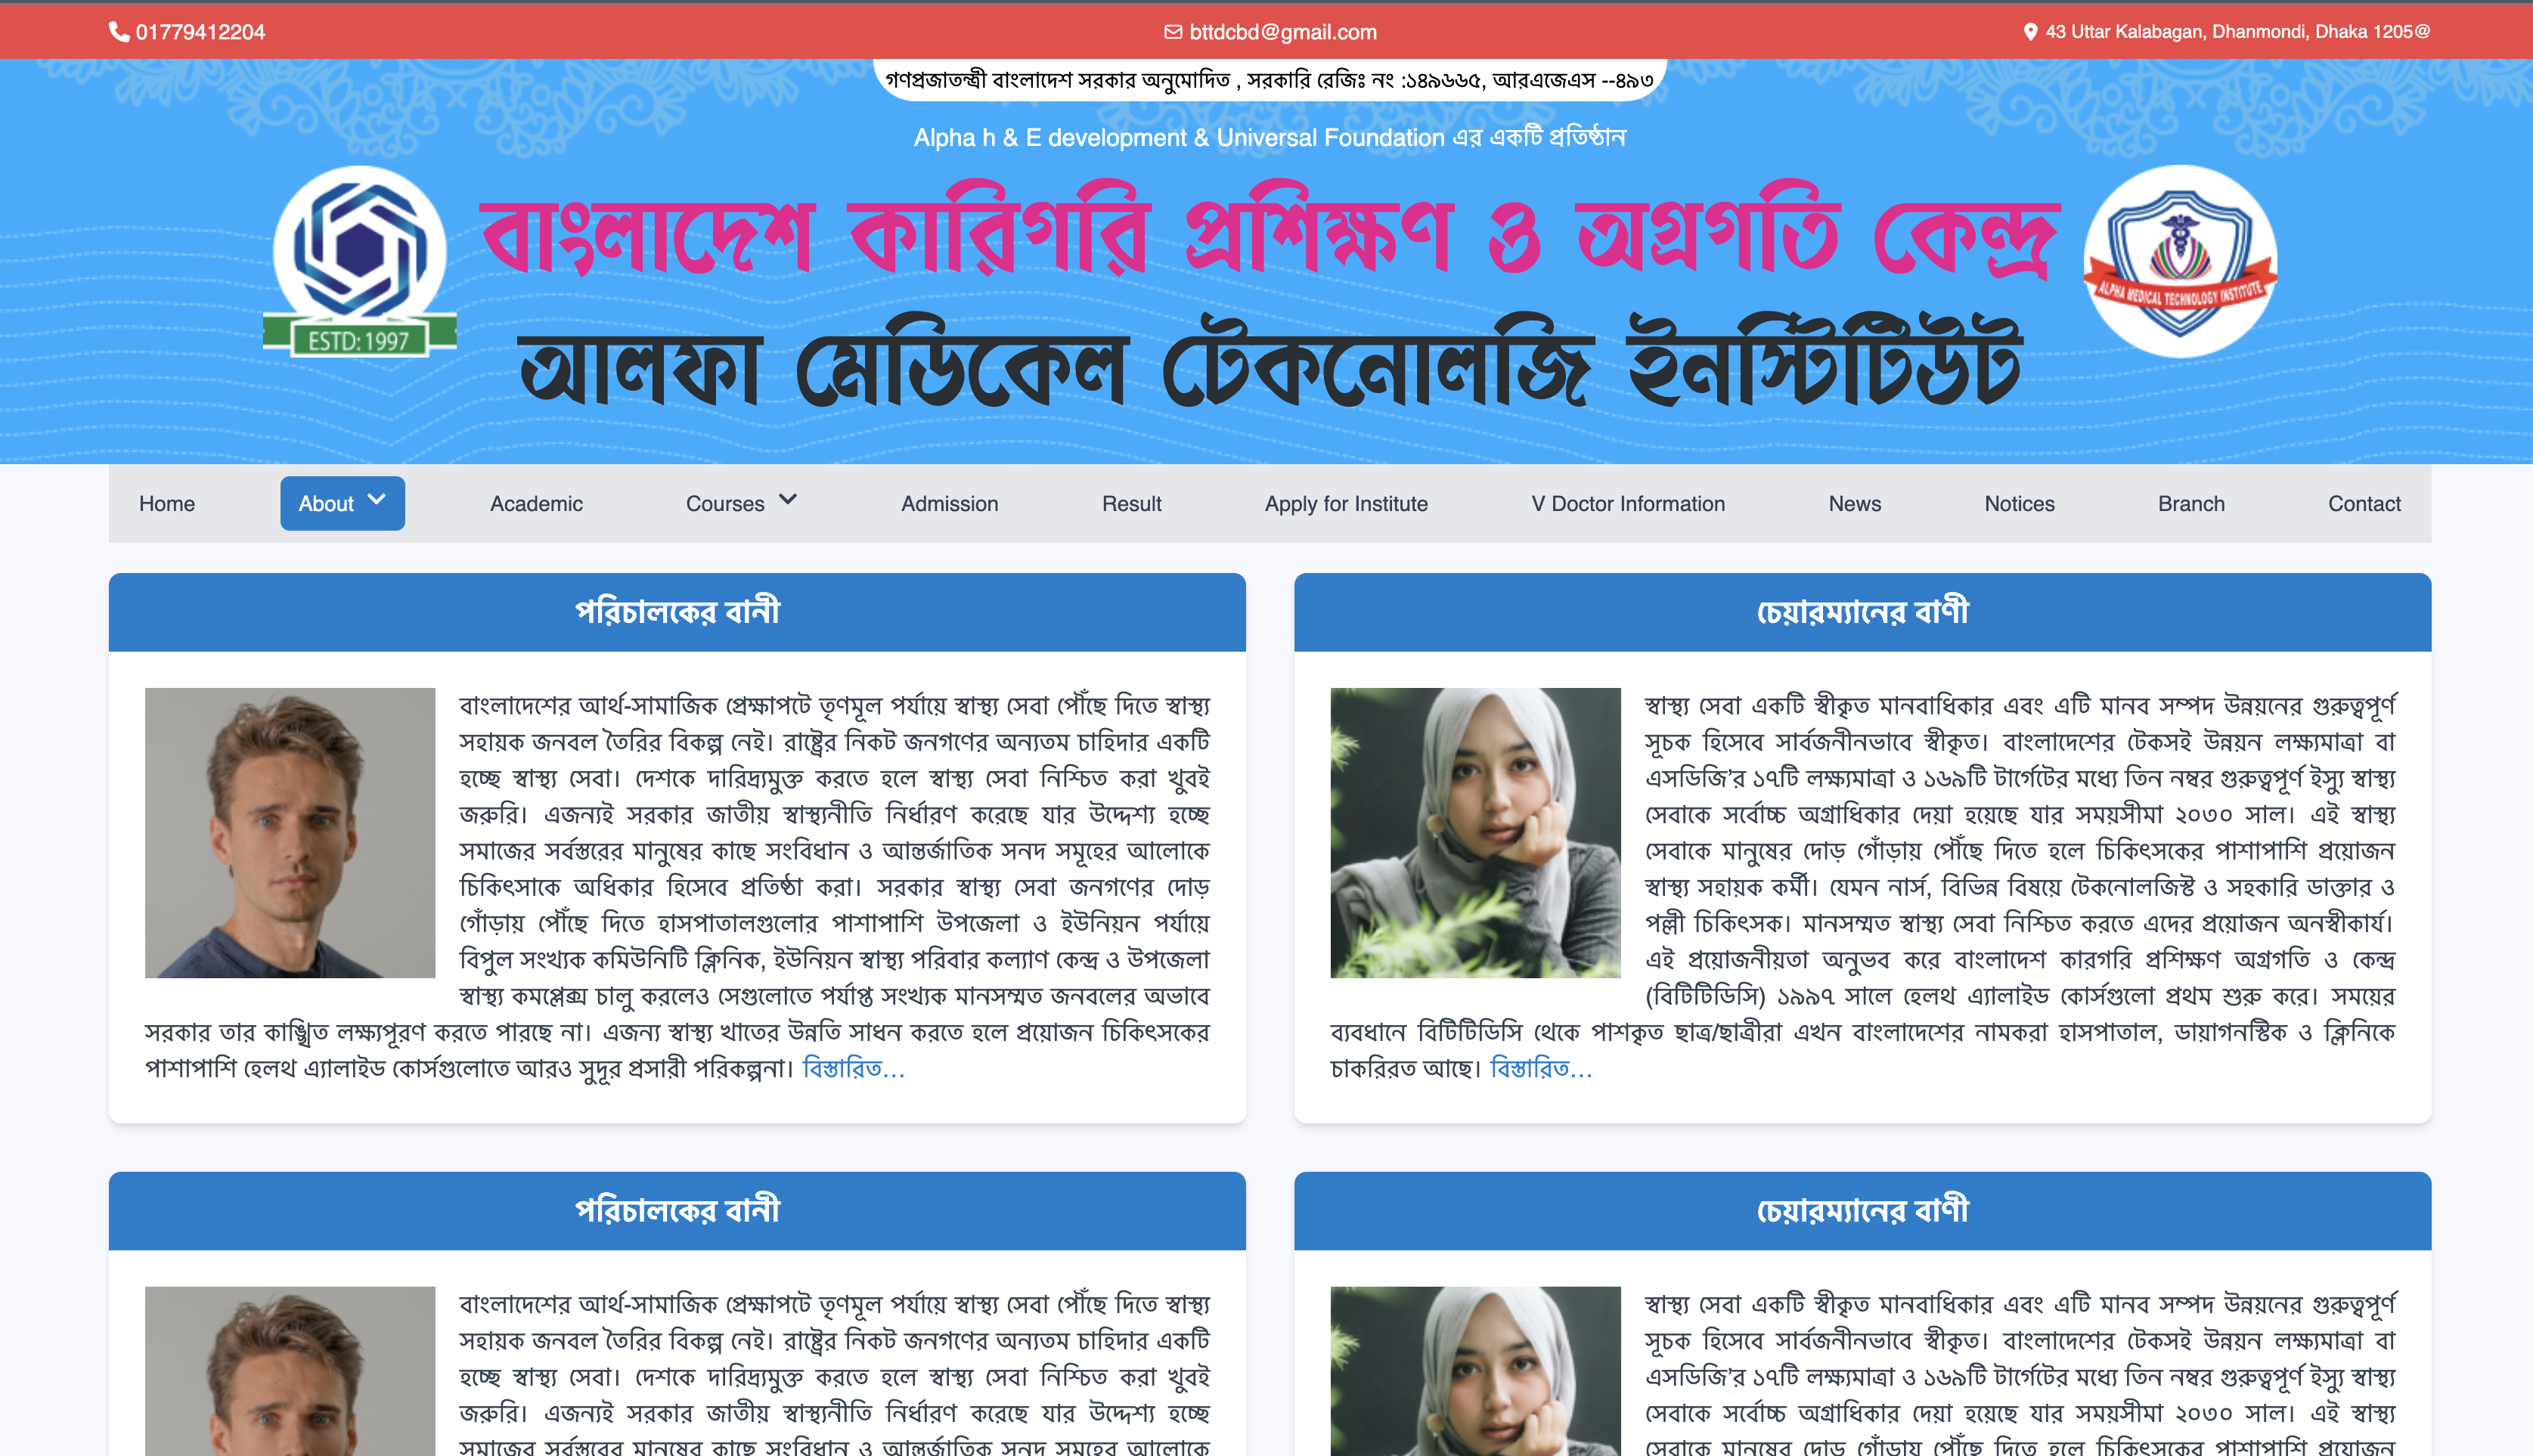 01779412204
bttdcbd@gmail.com
43 Uttar Kalabagan, Dhanmondi, Dhaka 1205@
গণপ্রজাতন্ত্রী বাংলাদেশ সরকার অনুমোদিত , সরকারি রেজিঃ নং :১৪৯৬৬৫, আরএজেএস --৪৯৩
Alpha h & E development & Universal Foundation এর একটি প্রতিষ্ঠান
বাংলাদেশ কারিগরি প্রশিক্ষণ ও অগ্রগতি কেন্দ্র
আলফা মেডিকেল টেকনোলজি ইনস্টিটিউট
ESTD: 1997
ALPHA MEDICAL TECHNOLOGY INSTITUTE
Home
About
Academic
Courses
Admission
Result
Apply for Institute
V Doctor Information
News
Notices
Branch
Contact
পরিচালকের বানী
বাংলাদেশের আর্থ-সামাজিক প্রেক্ষাপটে তৃণমূল পর্যায়ে স্বাস্থ্য সেবা পৌঁছে দিতে স্বাস্থ্য
সহায়ক জনবল তৈরির বিকল্প নেই। রাষ্ট্রের নিকট জনগণের অন্যতম চাহিদার একটি
হচ্ছে স্বাস্থ্য সেবা। দেশকে দারিদ্র্যমুক্ত করতে হলে স্বাস্থ্য সেবা নিশ্চিত করা খুবই
জরুরি। এজন্যই সরকার জাতীয় স্বাস্থ্যনীতি নির্ধারণ করেছে যার উদ্দেশ্য হচ্ছে
সমাজের সর্বস্তরের মানুষের কাছে সংবিধান ও আন্তর্জাতিক সনদ সমূহের আলোকে
চিকিৎসাকে অধিকার হিসেবে প্রতিষ্ঠা করা। সরকার স্বাস্থ্য সেবা জনগণের দোড়
গোঁড়ায় পৌঁছে দিতে হাসপাতালগুলোর পাশাপাশি উপজেলা ও ইউনিয়ন পর্যায়ে
বিপুল সংখ্যক কমিউনিটি ক্লিনিক, ইউনিয়ন স্বাস্থ্য পরিবার কল্যাণ কেন্দ্র ও উপজেলা
স্বাস্থ্য কমপ্লেক্স চালু করলেও সেগুলোতে পর্যাপ্ত সংখ্যক মানসম্মত জনবলের অভাবে
সরকার তার কাঙ্খিত লক্ষ্যপূরণ করতে পারছে না। এজন্য স্বাস্থ্য খাতের উন্নতি সাধন করতে হলে প্রয়োজন চিকিৎসকের
পাশাপাশি হেলথ এ্যালাইড কোর্সগুলোতে আরও সুদূর প্রসারী পরিকল্পনা। বিস্তারিত...
চেয়ারম্যানের বাণী
স্বাস্থ্য সেবা একটি স্বীকৃত মানবাধিকার এবং এটি মানব সম্পদ উন্নয়নের গুরুত্বপূর্ণ
সূচক হিসেবে সার্বজনীনভাবে স্বীকৃত। বাংলাদেশের টেকসই উন্নয়ন লক্ষ্যমাত্রা বা
এসডিজি’র ১৭টি লক্ষ্যমাত্রা ও ১৬৯টি টার্গেটের মধ্যে তিন নম্বর গুরুত্বপূর্ণ ইস্যু স্বাস্থ্য
সেবাকে সর্বোচ্চ অগ্রাধিকার দেয়া হয়েছে যার সময়সীমা ২০৩০ সাল। এই স্বাস্থ্য
সেবাকে মানুষের দোড় গোঁড়ায় পৌঁছে দিতে হলে চিকিৎসকের পাশাপাশি প্রয়োজন
স্বাস্থ্য সহায়ক কর্মী। যেমন নার্স, বিভিন্ন বিষয়ে টেকনোলজিস্ট ও সহকারি ডাক্তার ও
পল্লী চিকিৎসক। মানসম্মত স্বাস্থ্য সেবা নিশ্চিত করতে এদের প্রয়োজন অনস্বীকার্য।
এই প্রয়োজনীয়তা অনুভব করে বাংলাদেশ কারগরি প্রশিক্ষণ অগ্রগতি ও কেন্দ্র
(বিটিটিডিসি) ১৯৯৭ সালে হেলথ এ্যালাইড কোর্সগুলো প্রথম শুরু করে। সময়ের
ব্যবধানে বিটিটিডিসি থেকে পাশকৃত ছাত্র/ছাত্রীরা এখন বাংলাদেশের নামকরা হাসপাতাল, ডায়াগনস্টিক ও ক্লিনিকে
চাকরিরত আছে। বিস্তারিত...
পরিচালকের বানী
বাংলাদেশের আর্থ-সামাজিক প্রেক্ষাপটে তৃণমূল পর্যায়ে স্বাস্থ্য সেবা পৌঁছে দিতে স্বাস্থ্য
সহায়ক জনবল তৈরির বিকল্প নেই। রাষ্ট্রের নিকট জনগণের অন্যতম চাহিদার একটি
হচ্ছে স্বাস্থ্য সেবা। দেশকে দারিদ্র্যমুক্ত করতে হলে স্বাস্থ্য সেবা নিশ্চিত করা খুবই
জরুরি। এজন্যই সরকার জাতীয় স্বাস্থ্যনীতি নির্ধারণ করেছে যার উদ্দেশ্য হচ্ছে
সমাজের সর্বস্তরের মানুষের কাছে সংবিধান ও আন্তর্জাতিক সনদ সমূহের আলোকে
চেয়ারম্যানের বাণী
স্বাস্থ্য সেবা একটি স্বীকৃত মানবাধিকার এবং এটি মানব সম্পদ উন্নয়নের গুরুত্বপূর্ণ
সূচক হিসেবে সার্বজনীনভাবে স্বীকৃত। বাংলাদেশের টেকসই উন্নয়ন লক্ষ্যমাত্রা বা
এসডিজি’র ১৭টি লক্ষ্যমাত্রা ও ১৬৯টি টার্গেটের মধ্যে তিন নম্বর গুরুত্বপূর্ণ ইস্যু স্বাস্থ্য
সেবাকে সর্বোচ্চ অগ্রাধিকার দেয়া হয়েছে যার সময়সীমা ২০৩০ সাল। এই স্বাস্থ্য
সেবাকে মানুষের দোড় গোঁড়ায় পৌঁছে দিতে হলে চিকিৎসকের পাশাপাশি প্রয়োজন